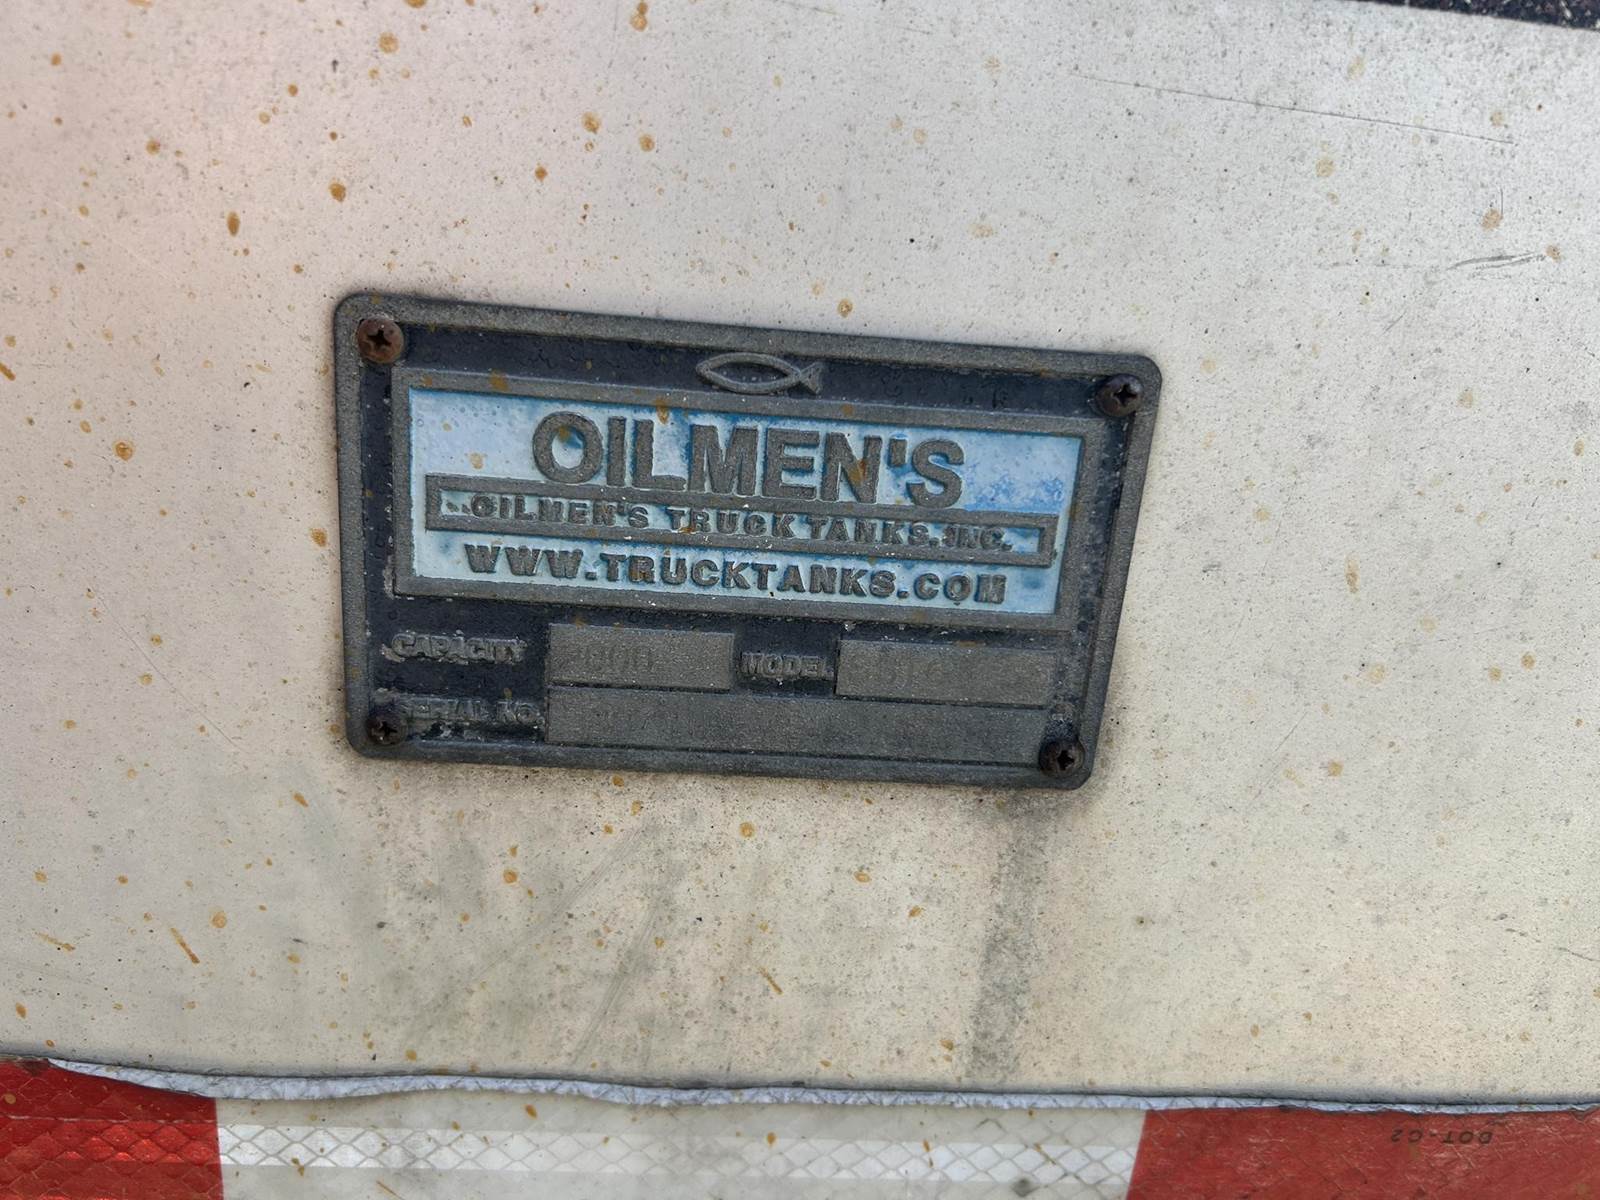 OILMEN'S
OILMEN'S TRUCK TANKS, INC.
WWW.TRUCKTANKS.COM
CAPACITY MODEL
SERIAL NO.
DOT-C2